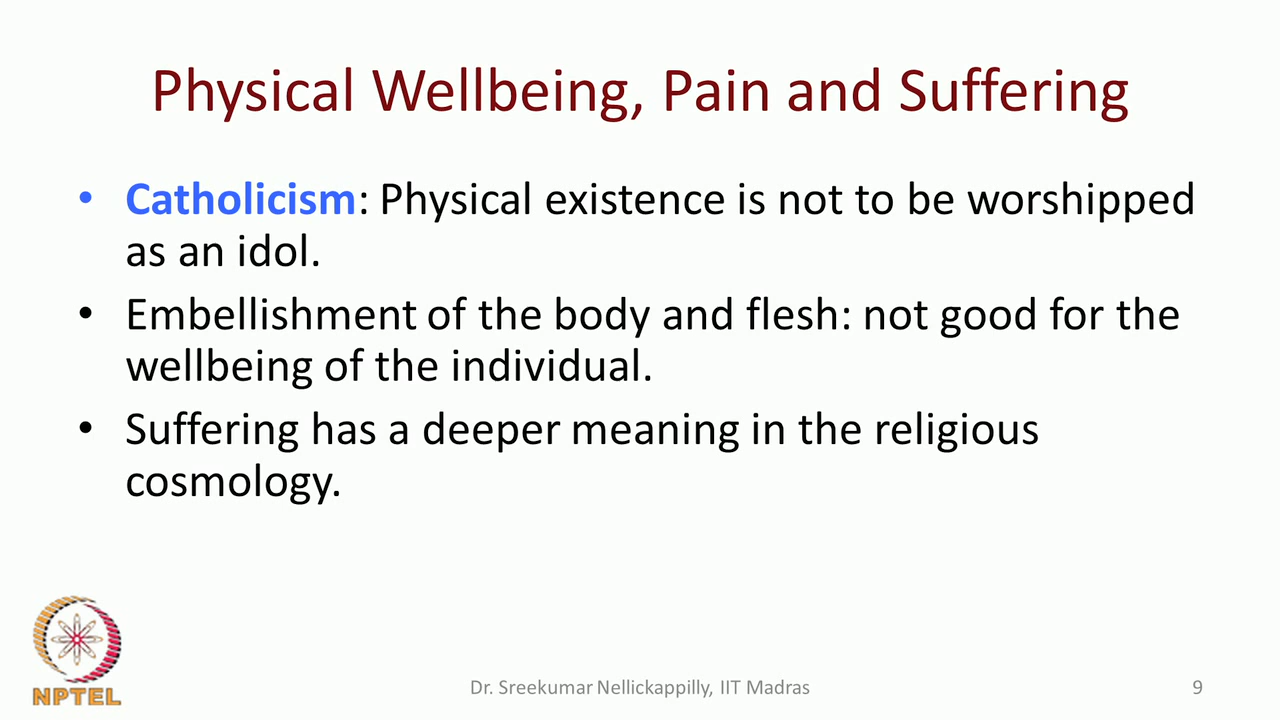 Physical Wellbeing, Pain and Suffering
• Catholicism: Physical existence is not to be worshipped
as an idol.
• Embellishment of the body and flesh: not good for the
wellbeing of the individual.
• Suffering has a deeper meaning in the religious
cosmology.
NPTEL
Dr. Sreekumar Nellickappilly, IIT Madras
9